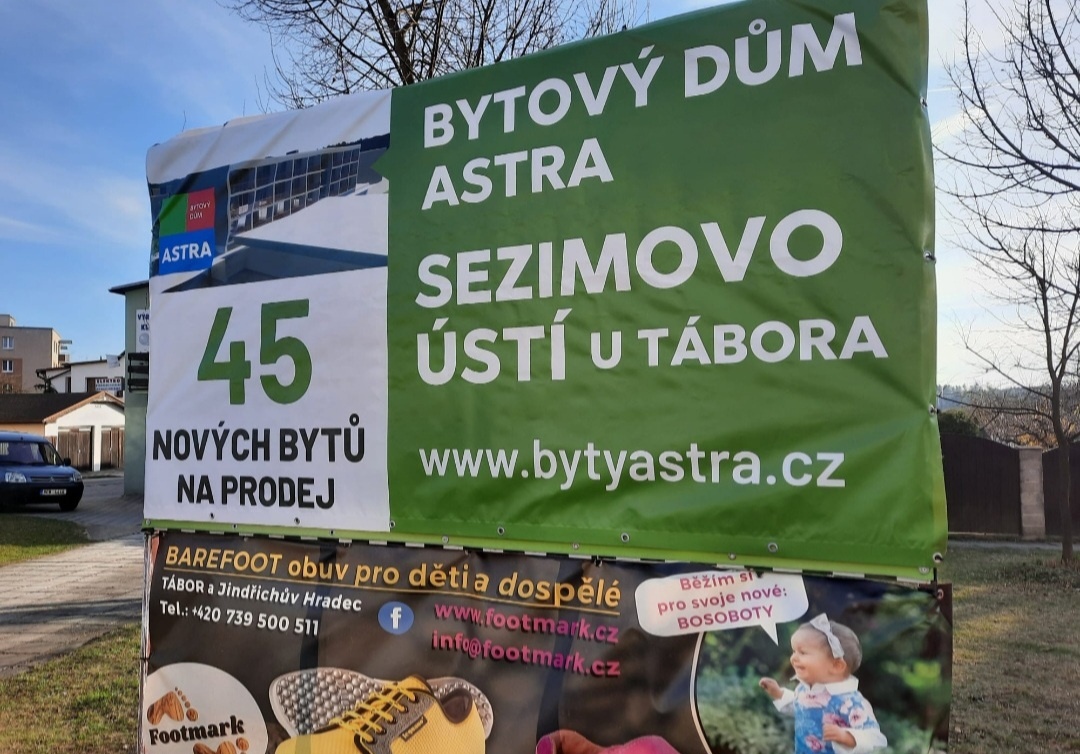 BYTOVÝ DŮM
ASTRA
SEZIMOVO
ÚSTÍ U TÁBORA
www.bytyastra.cz
BYTOVÝ
DŮM
ASTRA
45
NOVÝCH BYTŮ
NA PRODEJ
BAREFOOT obuv pro děti a dospělé
TÁBOR a Jindřichův Hradec
Tel.: +420 739 500 511
f
www.footmark.cz
info@footmark.cz
Běžím si
pro svoje nové:
BOSOBOTY
Footmark